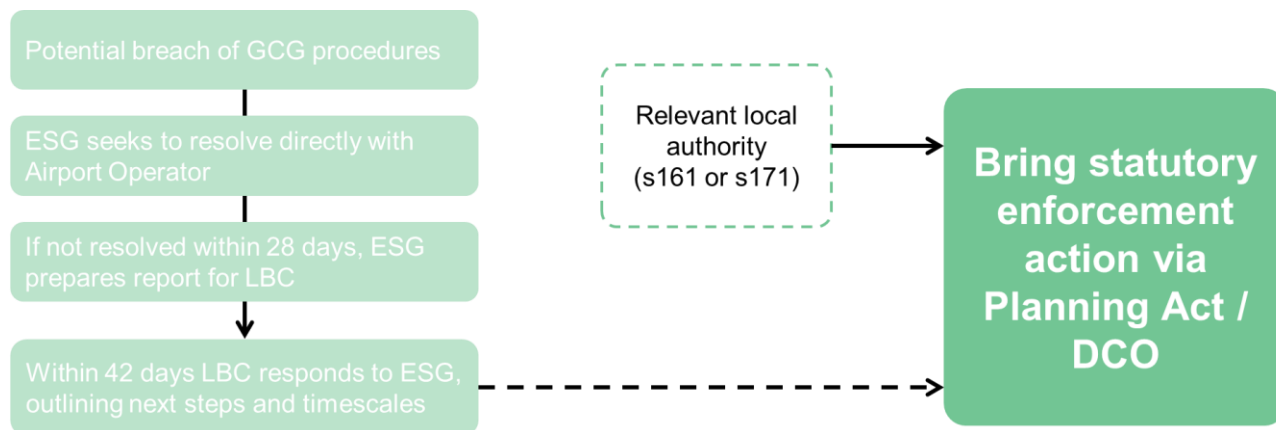 Potential breach of GCG procedures
ESG seeks to resolve directly with
Airport Operator
If not resolved within 28 days, ESG
prepares report for LBC
Within 42 days LBC responds to ESG,
outlining next steps and timescales
Relevant local
authority
(s161 or s171)
Bring statutory
enforcement
action via
Planning Act /
DCO